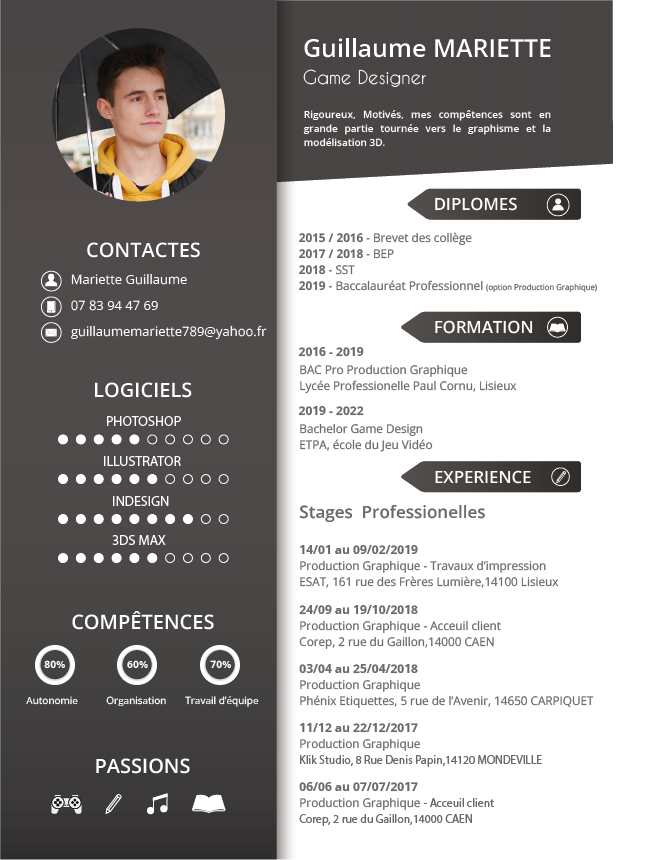 Guillaume MARIETTE
Game Designer
Rigoureux, Motivés, mes compétences sont en
grande partie tournée vers le graphisme et la
modélisation 3D.
CONTACTES
Mariette Guillaume
07 83 94 47 69
guillaumemariette789@yahoo.fr
LOGICIELS
PHOTOSHOP
ILLUSTRATOR
INDESIGN
3DS MAX
COMPÊTENCES
80%
60%
70%
Autonomie
Organisation
Travail d'équipe
PASSIONS
DIPLOMES
2015 / 2016 - Brevet des collège
2017 / 2018 - BEP
2018 - SST
2019 - Baccalauréat Professionnel (option Production Graphique)
FORMATION
2016 - 2019
BAC Pro Production Graphique
Lycée Professionelle Paul Cornu, Lisieux
2019 - 2022
Bachelor Game Design
ETPA, école du Jeu Vidéo
EXPERIENCE
Stages Professionelles
14/01 au 09/02/2019
Production Graphique - Travaux d'impression
ESAT, 161 rue des Frères Lumière,14100 Lisieux
24/09 au 19/10/2018
Production Graphique - Acceuil client
Corep, 2 rue du Gaillon,14000 CAEN
03/04 au 25/04/2018
Production Graphique
Phénix Etiquettes, 5 rue de l'Avenir, 14650 CARPIQUET
11/12 au 22/12/2017
Production Graphique
Klik Studio, 8 Rue Denis Papin,14120 MONDEVILLE
06/06 au 07/07/2017
Production Graphique - Acceuil client
Corep, 2 rue du Gaillon,14000 CAEN